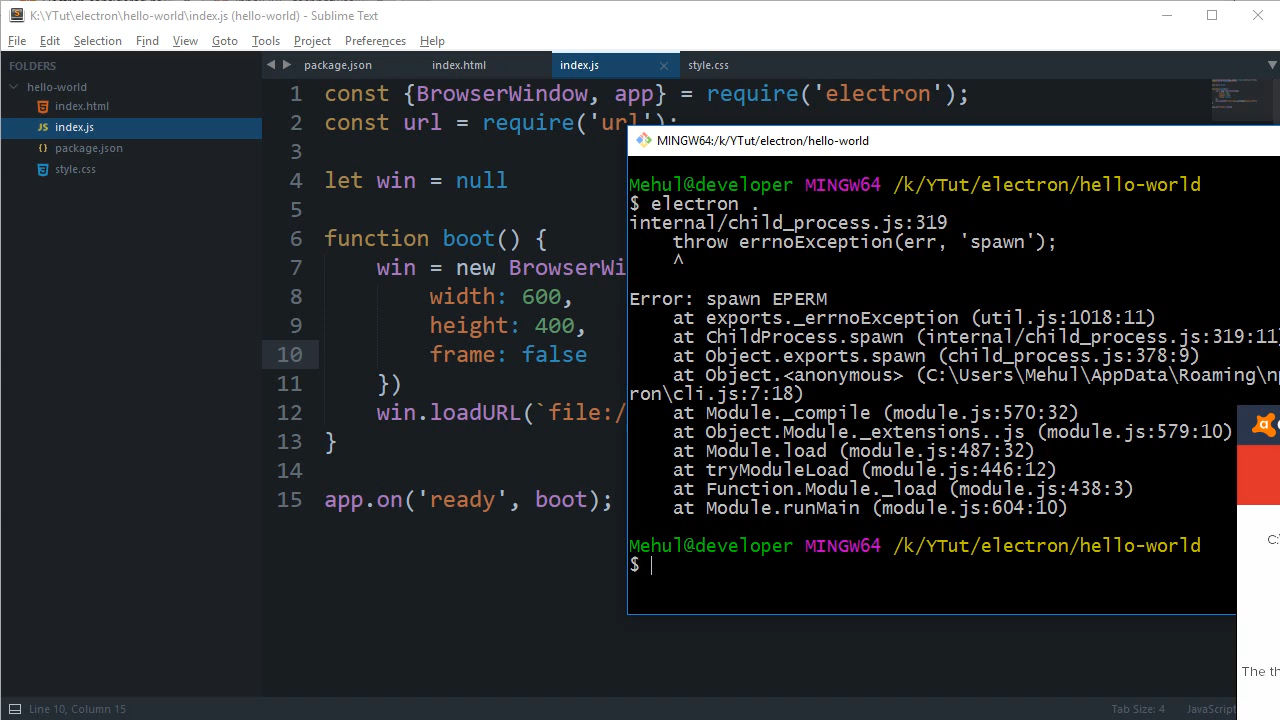 K:\YTut\electron\hello-world\index.js (hello-world) - Sublime Text
File Edit Selection Find View Goto Tools Project Preferences Help
FOLDERS
hello-world
index.html
JS index.js
{} package.json
style.css
package.json index.html index.js style.css
1 const {BrowserWindow, app} = require('electron');
2 const url = require('url');
3
4 let win = null
5
6 function boot() {
7 win = new BrowserWi
8 width: 600,
9 height: 400,
10 frame: false
11 })
12 win.loadURL(`file:/
13 }
14
15 app.on('ready', boot);
MINGW64:/k/YTut/electron/hello-world
Mehul@developer MINGW64 /k/YTut/electron/hello-world
$ electron .
internal/child_process.js:319
throw errnoException(err, 'spawn');
^
Error: spawn EPERM
at exports._errnoException (util.js:1018:11)
at ChildProcess.spawn (internal/child_process.js:319:11)
at Object.exports.spawn (child_process.js:378:9)
at Object.<anonymous> (C:\Users\Mehul\AppData\Roaming\np
ron\cli.js:7:18)
at Module._compile (module.js:570:32)
at Object.Module._extensions..js (module.js:579:10)
at Module.load (module.js:487:32)
at tryModuleLoad (module.js:446:12)
at Function.Module._load (module.js:438:3)
at Module.runMain (module.js:604:10)
Mehul@developer MINGW64 /k/YTut/electron/hello-world
$
C:
The th
Line 10, Column 15
Tab Size: 4 JavaScript